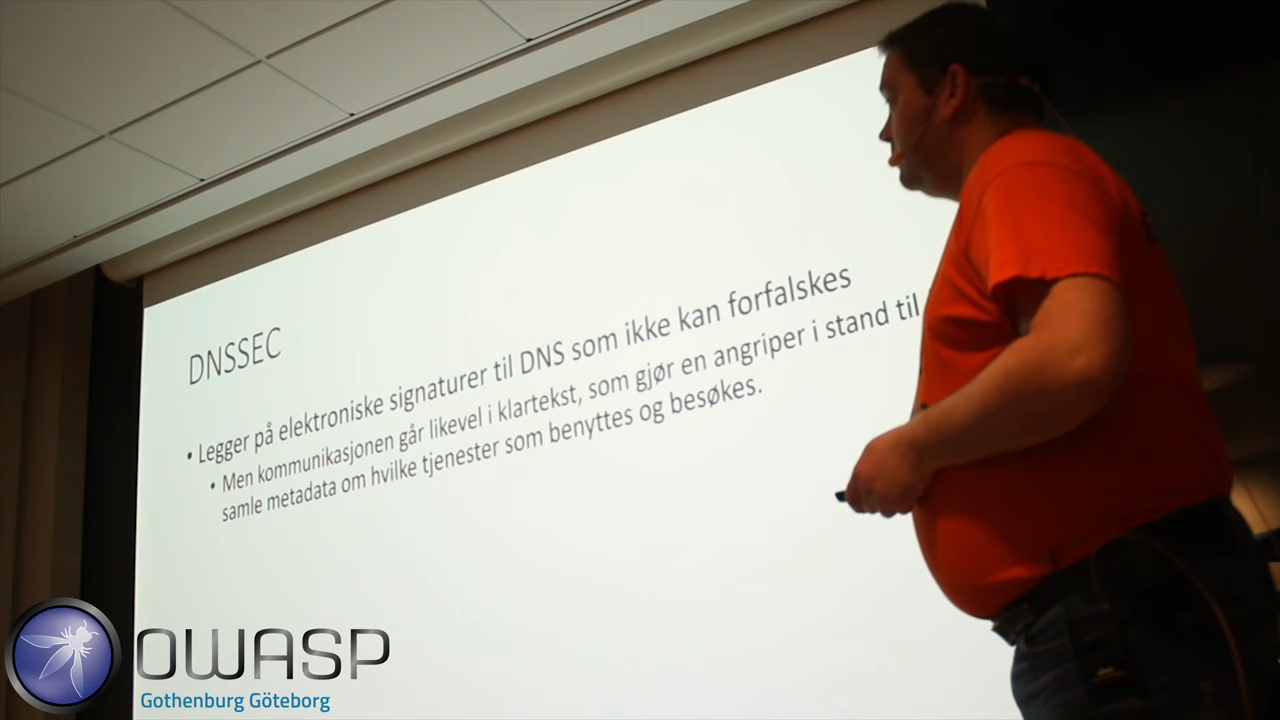 DNSSEC
• Legger på elektroniske signaturer til DNS som ikke kan forfalskes
• Men kommunikasjonen går likevel i klartekst, som gjør en angriper i stand til
samle metadata om hvilke tjenester som benyttes og besøkes.
OWASP
Gothenburg Göteborg